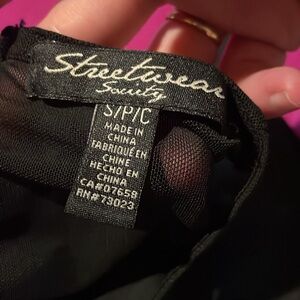 Streetwear
Society
S/P/C
MADE IN
CHINA
FABRIQUÉ EN
CHINE
HECHO EN
CHINA
CA#07658
RN#73023